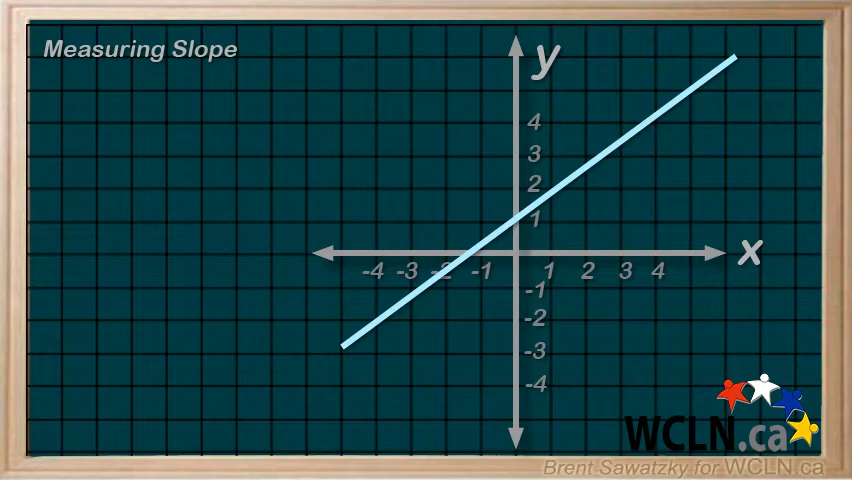 Measuring Slope
y
4
3
2
1
x
-4 -3 -2 -1 1 2 3 4
-1
-2
-3
-4
WCLN.ca
Brent Sawatzky for WCLN.ca